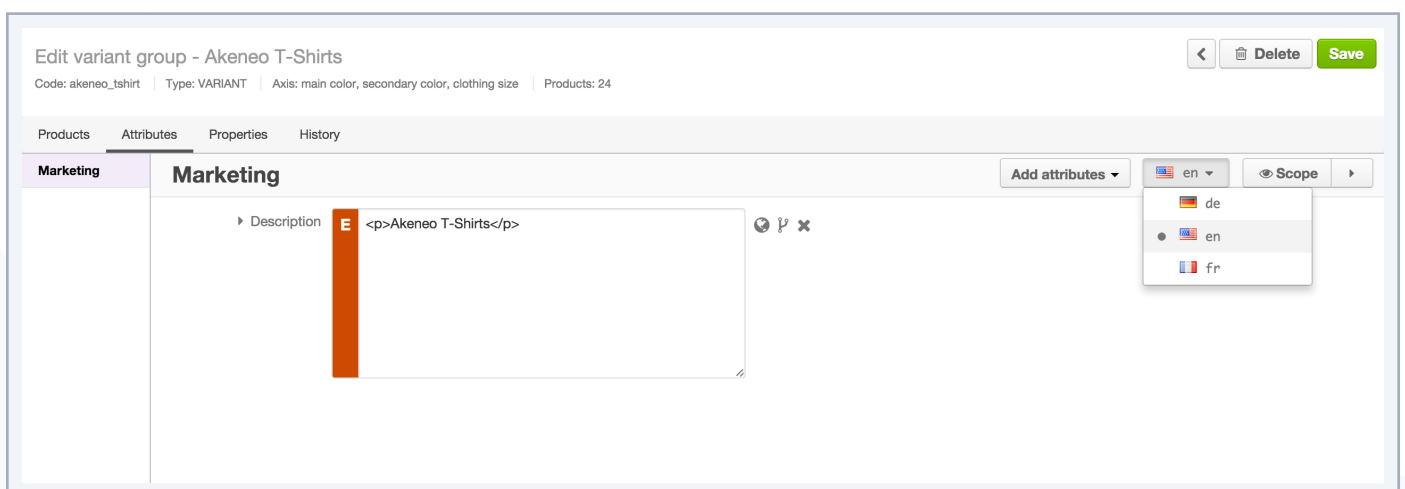 Edit variant group - Akeneo T-Shirts
Delete
Save
Code: akeneo_tshirt Type: VARIANT Axis: main color, secondary color, clothing size Products: 24
Products Attributes Properties History
Marketing
Marketing
Add attributes
en
Scope
Description
E
<p>Akeneo T-Shirts</p>
de
en
fr